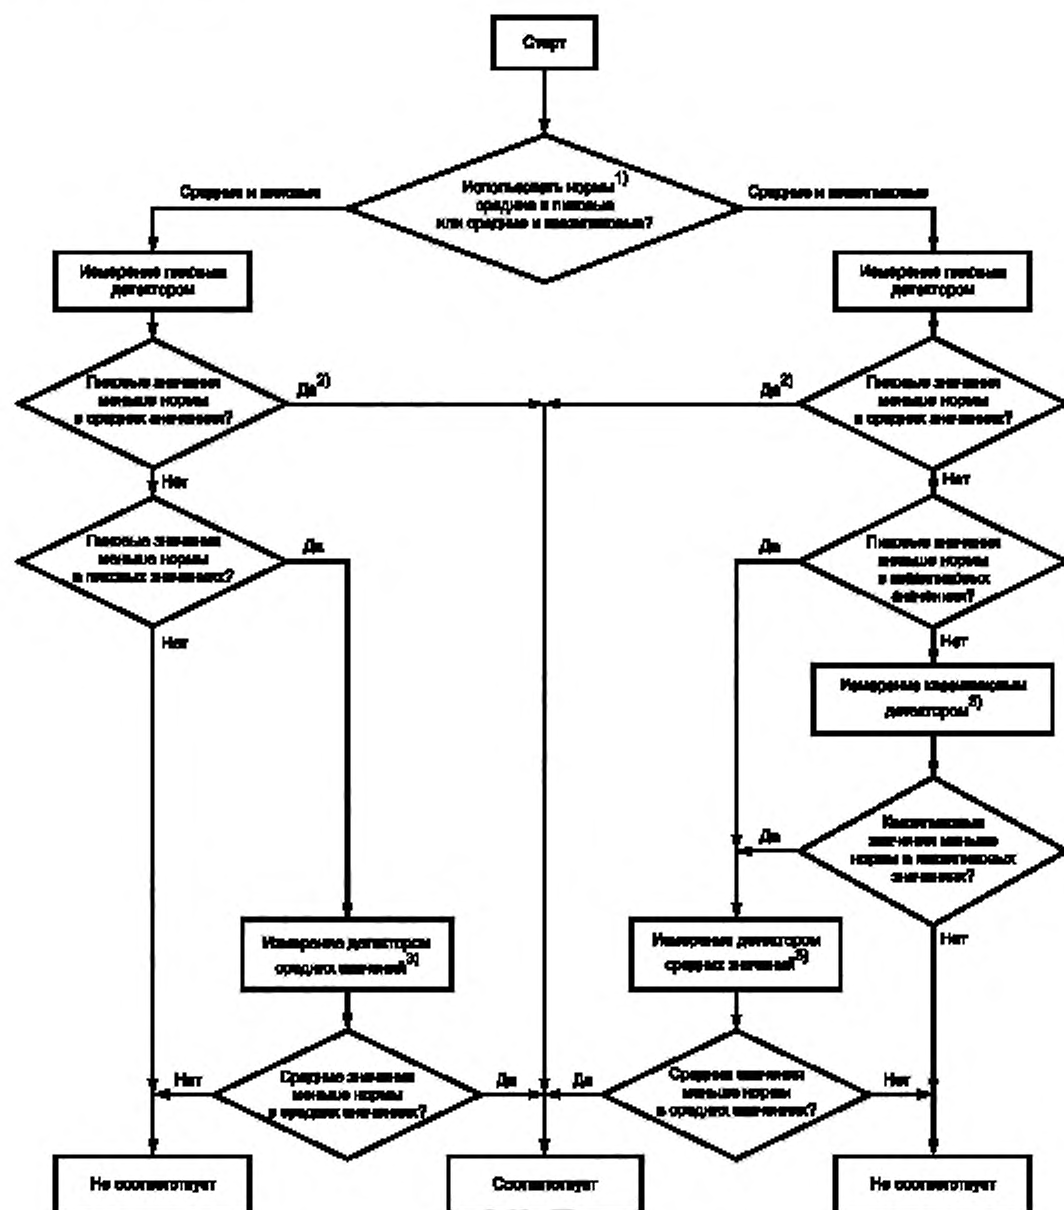 Старт
Использовать нормы 1)
средние и пиковые
или средние и квазипиковые?
Средние и пиковые
Средние и квазипиковые
Измерение пиковым
детектором
Измерение пиковым
детектором
Пиковые значения
меньше нормы
в средних значениях?
Да 2)
Да 2)
Пиковые значения
меньше нормы
в средних значениях?
Нет
Нет
Пиковые значения
меньше нормы
в пиковых значениях?
Да
Да
Пиковые значения
меньше нормы
в квазипиковых
значениях?
Нет
Нет
Измерение квазипиковым
детектором 3)
Квазипиковые
значения меньше
норм в квазипиковых
значениях?
Да
Нет
Измерение детектором
средних значений 3)
Измерение детектором
средних значений 3)
Средние значения
меньше нормы
в средних значениях?
Нет
Да
Да
Средние значения
меньше нормы
в средних значениях?
Нет
Не соответствует
Соответствует
Не соответствует